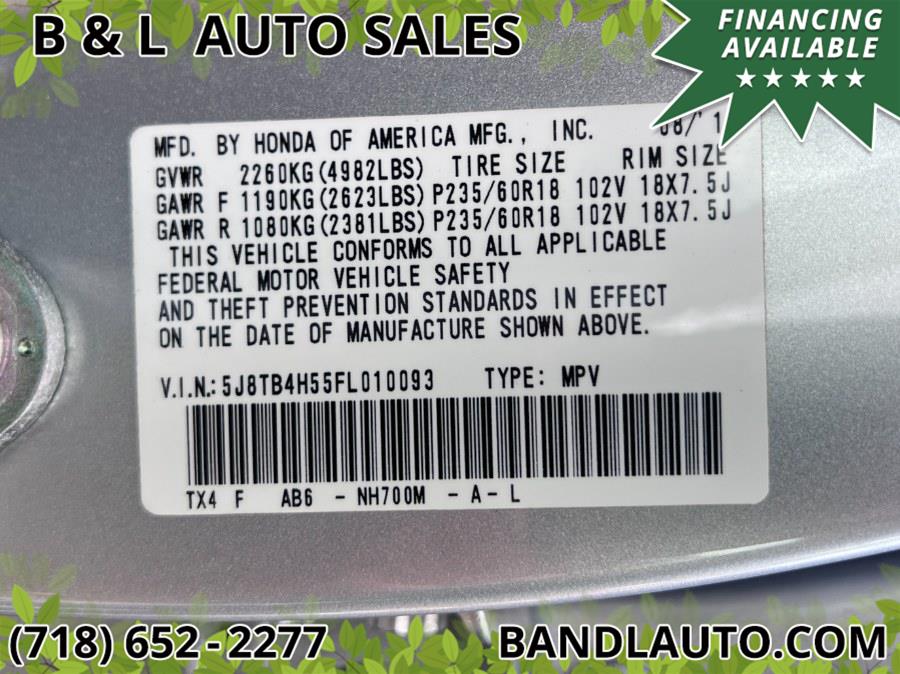 B & L AUTO SALES
FINANCING
AVAILABLE
MFD. BY HONDA OF AMERICA MFG., INC.
GVWR 2260KG(4982LBS) TIRE SIZE RIM SIZE
GAWR F 1190KG(2623LBS) P235/60R18 102V 18X7.5J
GAWR R 1080KG(2381LBS) P235/60R18 102V 18X7.5J
THIS VEHICLE CONFORMS TO ALL APPLICABLE
FEDERAL MOTOR VEHICLE SAFETY
AND THEFT PREVENTION STANDARDS IN EFFECT
ON THE DATE OF MANUFACTURE SHOWN ABOVE.
V.I.N.:5J8TB4H55FL010093 TYPE: MPV
TX4 F AB6 - NH700M - A - L
(718) 652-2277
BANDLAUTO.COM